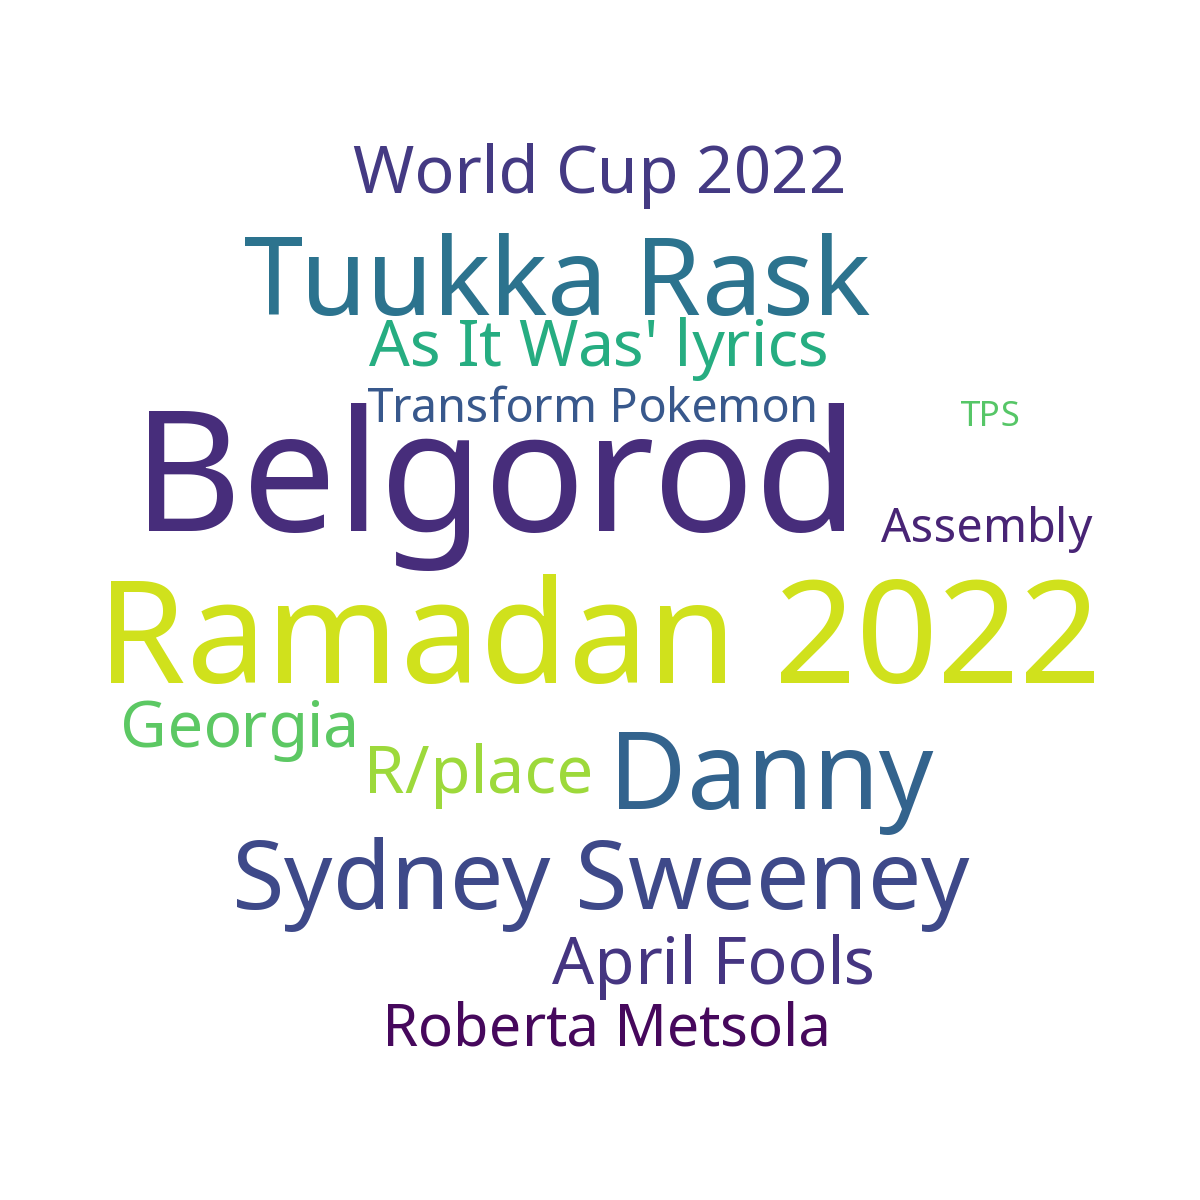 World Cup 2022
Tuukka Rask
As It Was' lyrics
Transform Pokemon
TPS
Belgorod
Assembly
Ramadan 2022
Georgia
R/place
Danny
Sydney Sweeney
April Fools
Roberta Metsola